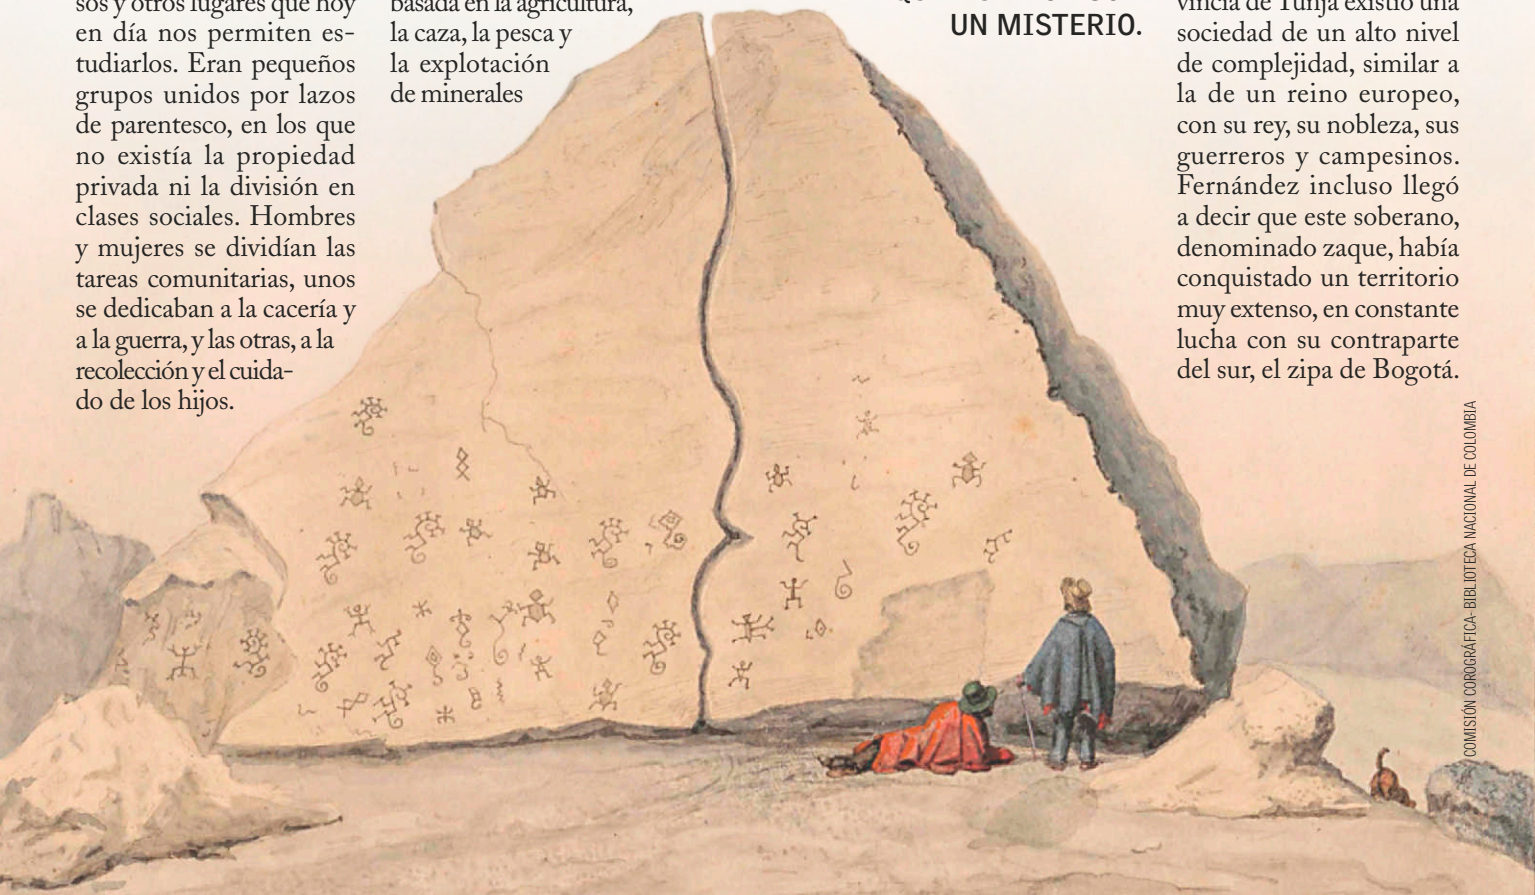 sos y otros lugares que hoy
en día nos permiten es-
tudiarlos. Eran pequeños
grupos unidos por lazos
de parentesco, en los que
no existía la propiedad
privada ni la división en
clases sociales. Hombres
y mujeres se dividían las
tareas comunitarias, unos
se dedicaban a la cacería y
a la guerra, y las otras, a la
recolección y el cuida-
do de los hijos.
basada en la agricultura,
la caza, la pesca y
la explotación
de minerales
UN MISTERIO.
vincia de Tunja existió una
sociedad de un alto nivel
de complejidad, similar a
la de un reino europeo,
con su rey, su nobleza, sus
guerreros y campesinos.
Fernández incluso llegó
a decir que este soberano,
denominado zaque, había
conquistado un territorio
muy extenso, en constante
lucha con su contraparte
del sur, el zipa de Bogotá.
COMISIÓN COROGRÁFICA- BIBLIOTECA NACIONAL DE COLOMBIA